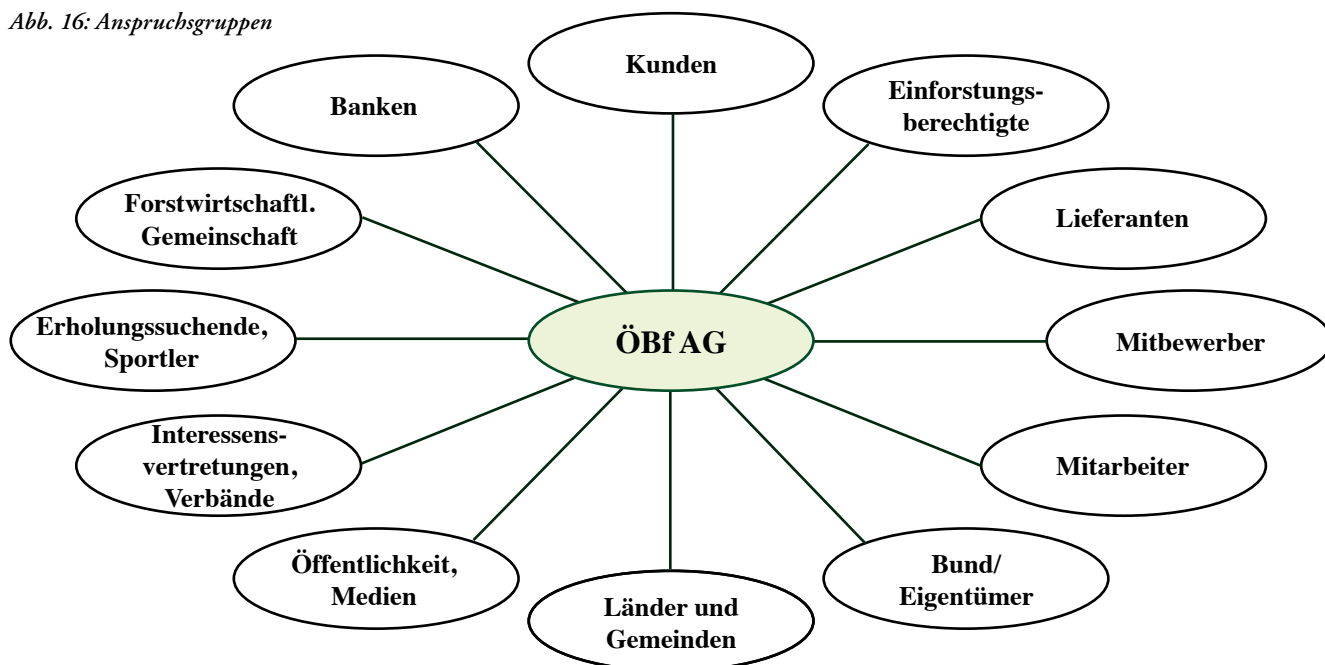 Abb. 16: Anspruchsgruppen
Kunden
Banken
Einforstungs-
berechtigte
Forstwirtschaftl.
Gemeinschaft
Lieferanten
Erholungssuchende,
Sportler
ÖBf AG
Mitbewerber
Interessens-
vertretungen,
Verbände
Mitarbeiter
Öffentlichkeit,
Medien
Länder und
Gemeinden
Bund/
Eigentümer